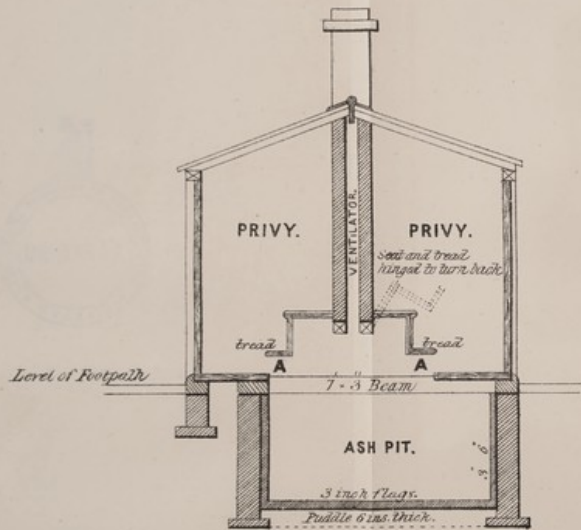 VENTILATOR.
PRIVY.
PRIVY.
Seat and tread
hinged to turn back
tread
tread
A
A
Level of Footpath
7 × 3 Beam
ASH PIT.
3' 6"
3 inch flags.
Puddle 6 ins. thick.